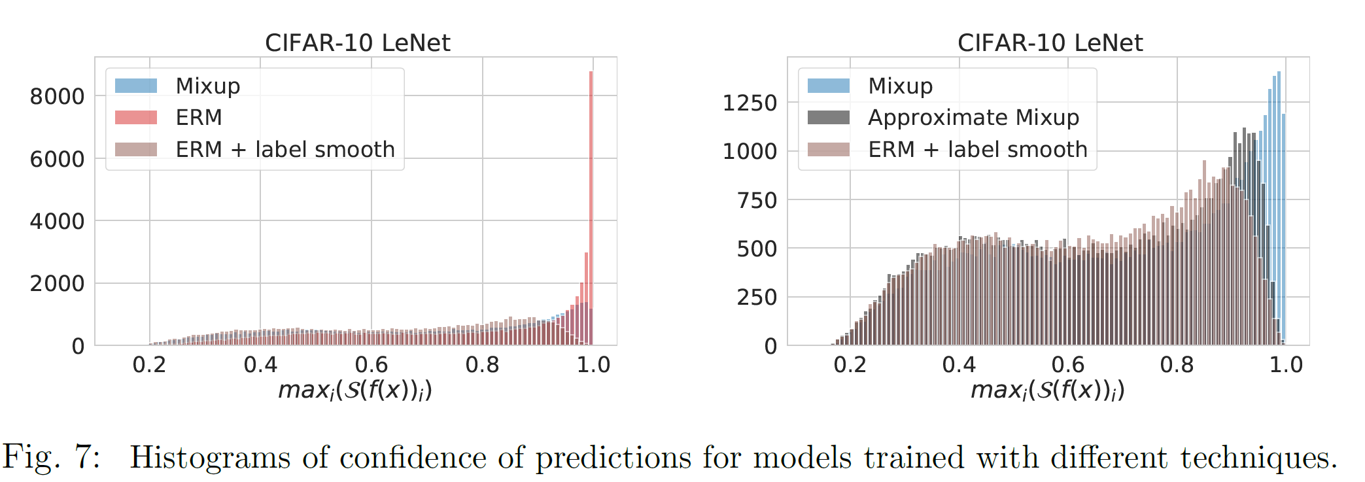 CIFAR-10 LeNet
Mixup
ERM
ERM + label smooth
8000
6000
4000
2000
0
0.2 0.4 0.6 0.8 1.0
max_i(S(f(x))_i)
CIFAR-10 LeNet
Mixup
Approximate Mixup
ERM + label smooth
1250
1000
750
500
250
0
0.2 0.4 0.6 0.8 1.0
max_i(S(f(x))_i)
Fig. 7: Histograms of confidence of predictions for models trained with different techniques.